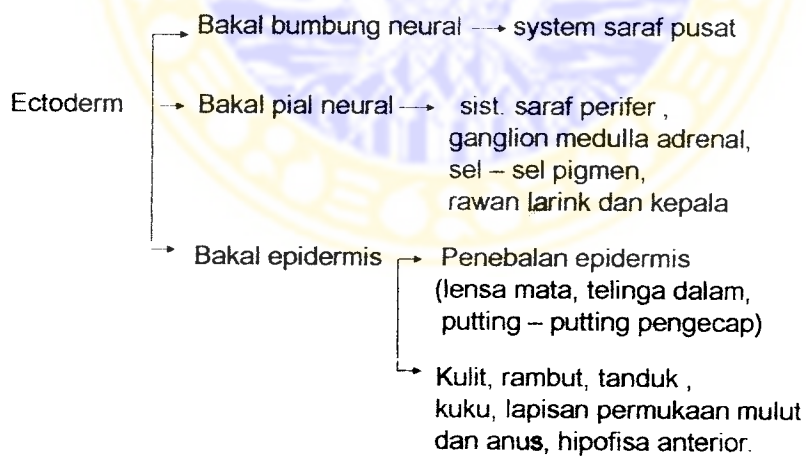 Bakal bumbung neural → system saraf pusat
Ectoderm → Bakal pial neural → sist. saraf perifer ,
ganglion medulla adrenal,
sel – sel pigmen,
rawan larink dan kepala
Bakal epidermis → Penebalan epidermis
(lensa mata, telinga dalam,
putting – putting pengecap)
Kulit, rambut, tanduk ,
kuku, lapisan permukaan mulut
dan anus, hipofisa anterior.